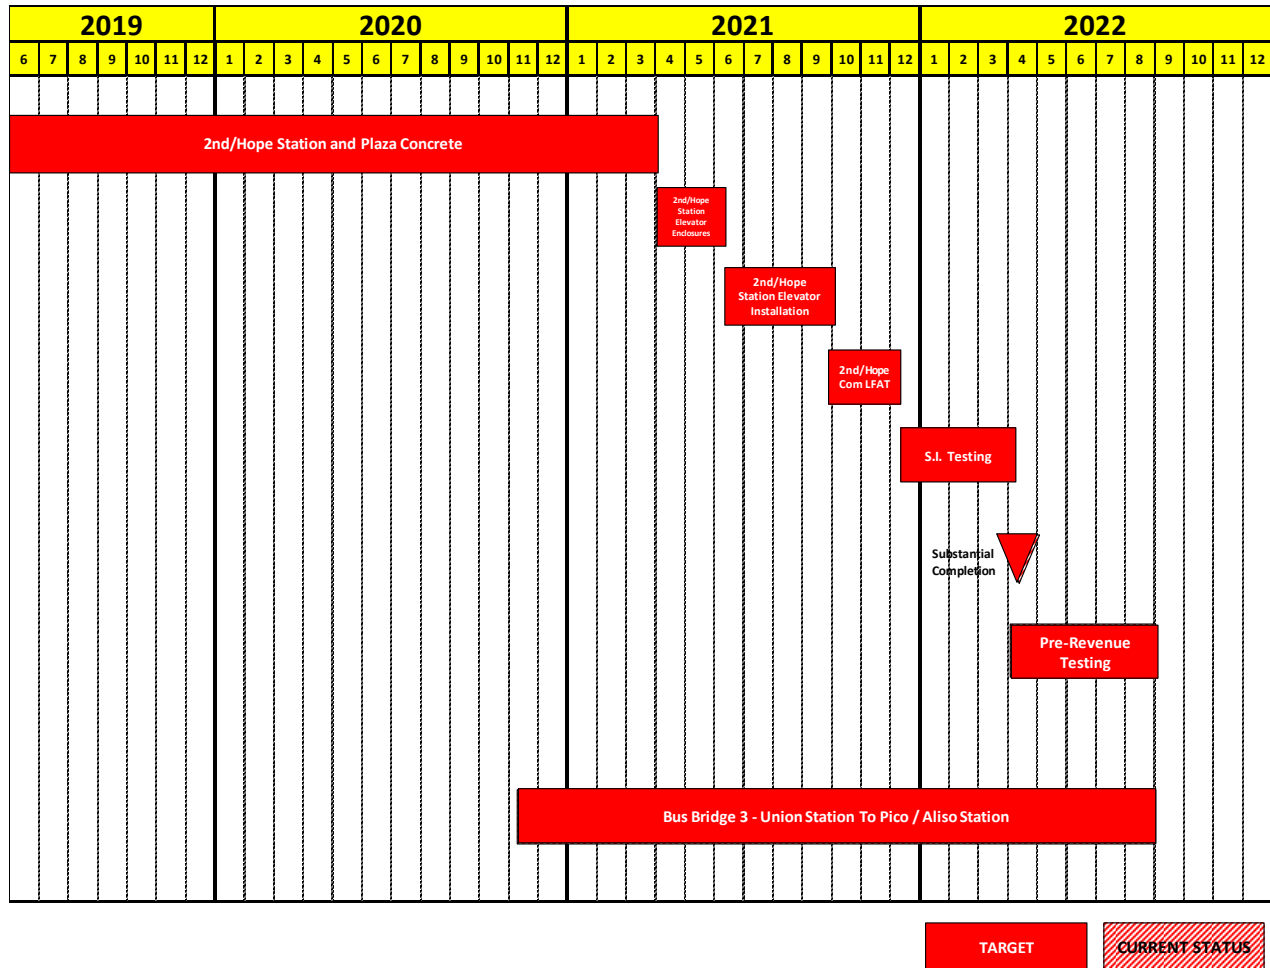 2019 2020 2021 2022
6 7 8 9 10 11 12 1 2 3 4 5 6 7 8 9 10 11 12 1 2 3 4 5 6 7 8 9 10 11 12 1 2 3 4 5 6 7 8 9 10 11 12
2nd/Hope Station and Plaza Concrete
2nd/Hope
Station
Elevator
Enclosures
2nd/Hope
Station Elevator
Installation
2nd/Hope
Com LFAT
S.I. Testing
Substantial
Completion
Pre-Revenue
Testing
Bus Bridge 3 - Union Station To Pico / Aliso Station
TARGET
CURRENT STATUS